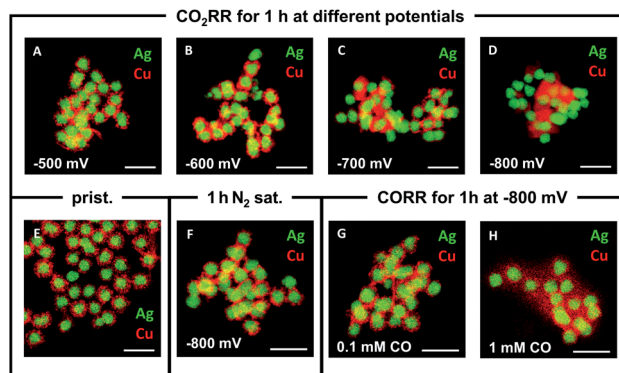 CO₂RR for 1 h at different potentials
A Ag Cu -500 mV
B Ag Cu -600 mV
C Ag Cu -700 mV
D Ag Cu -800 mV
prist.
1 h N₂ sat.
CORR for 1h at -800 mV
E Ag Cu
F Ag Cu -800 mV
G Ag Cu 0.1 mM CO
H Ag Cu 1 mM CO